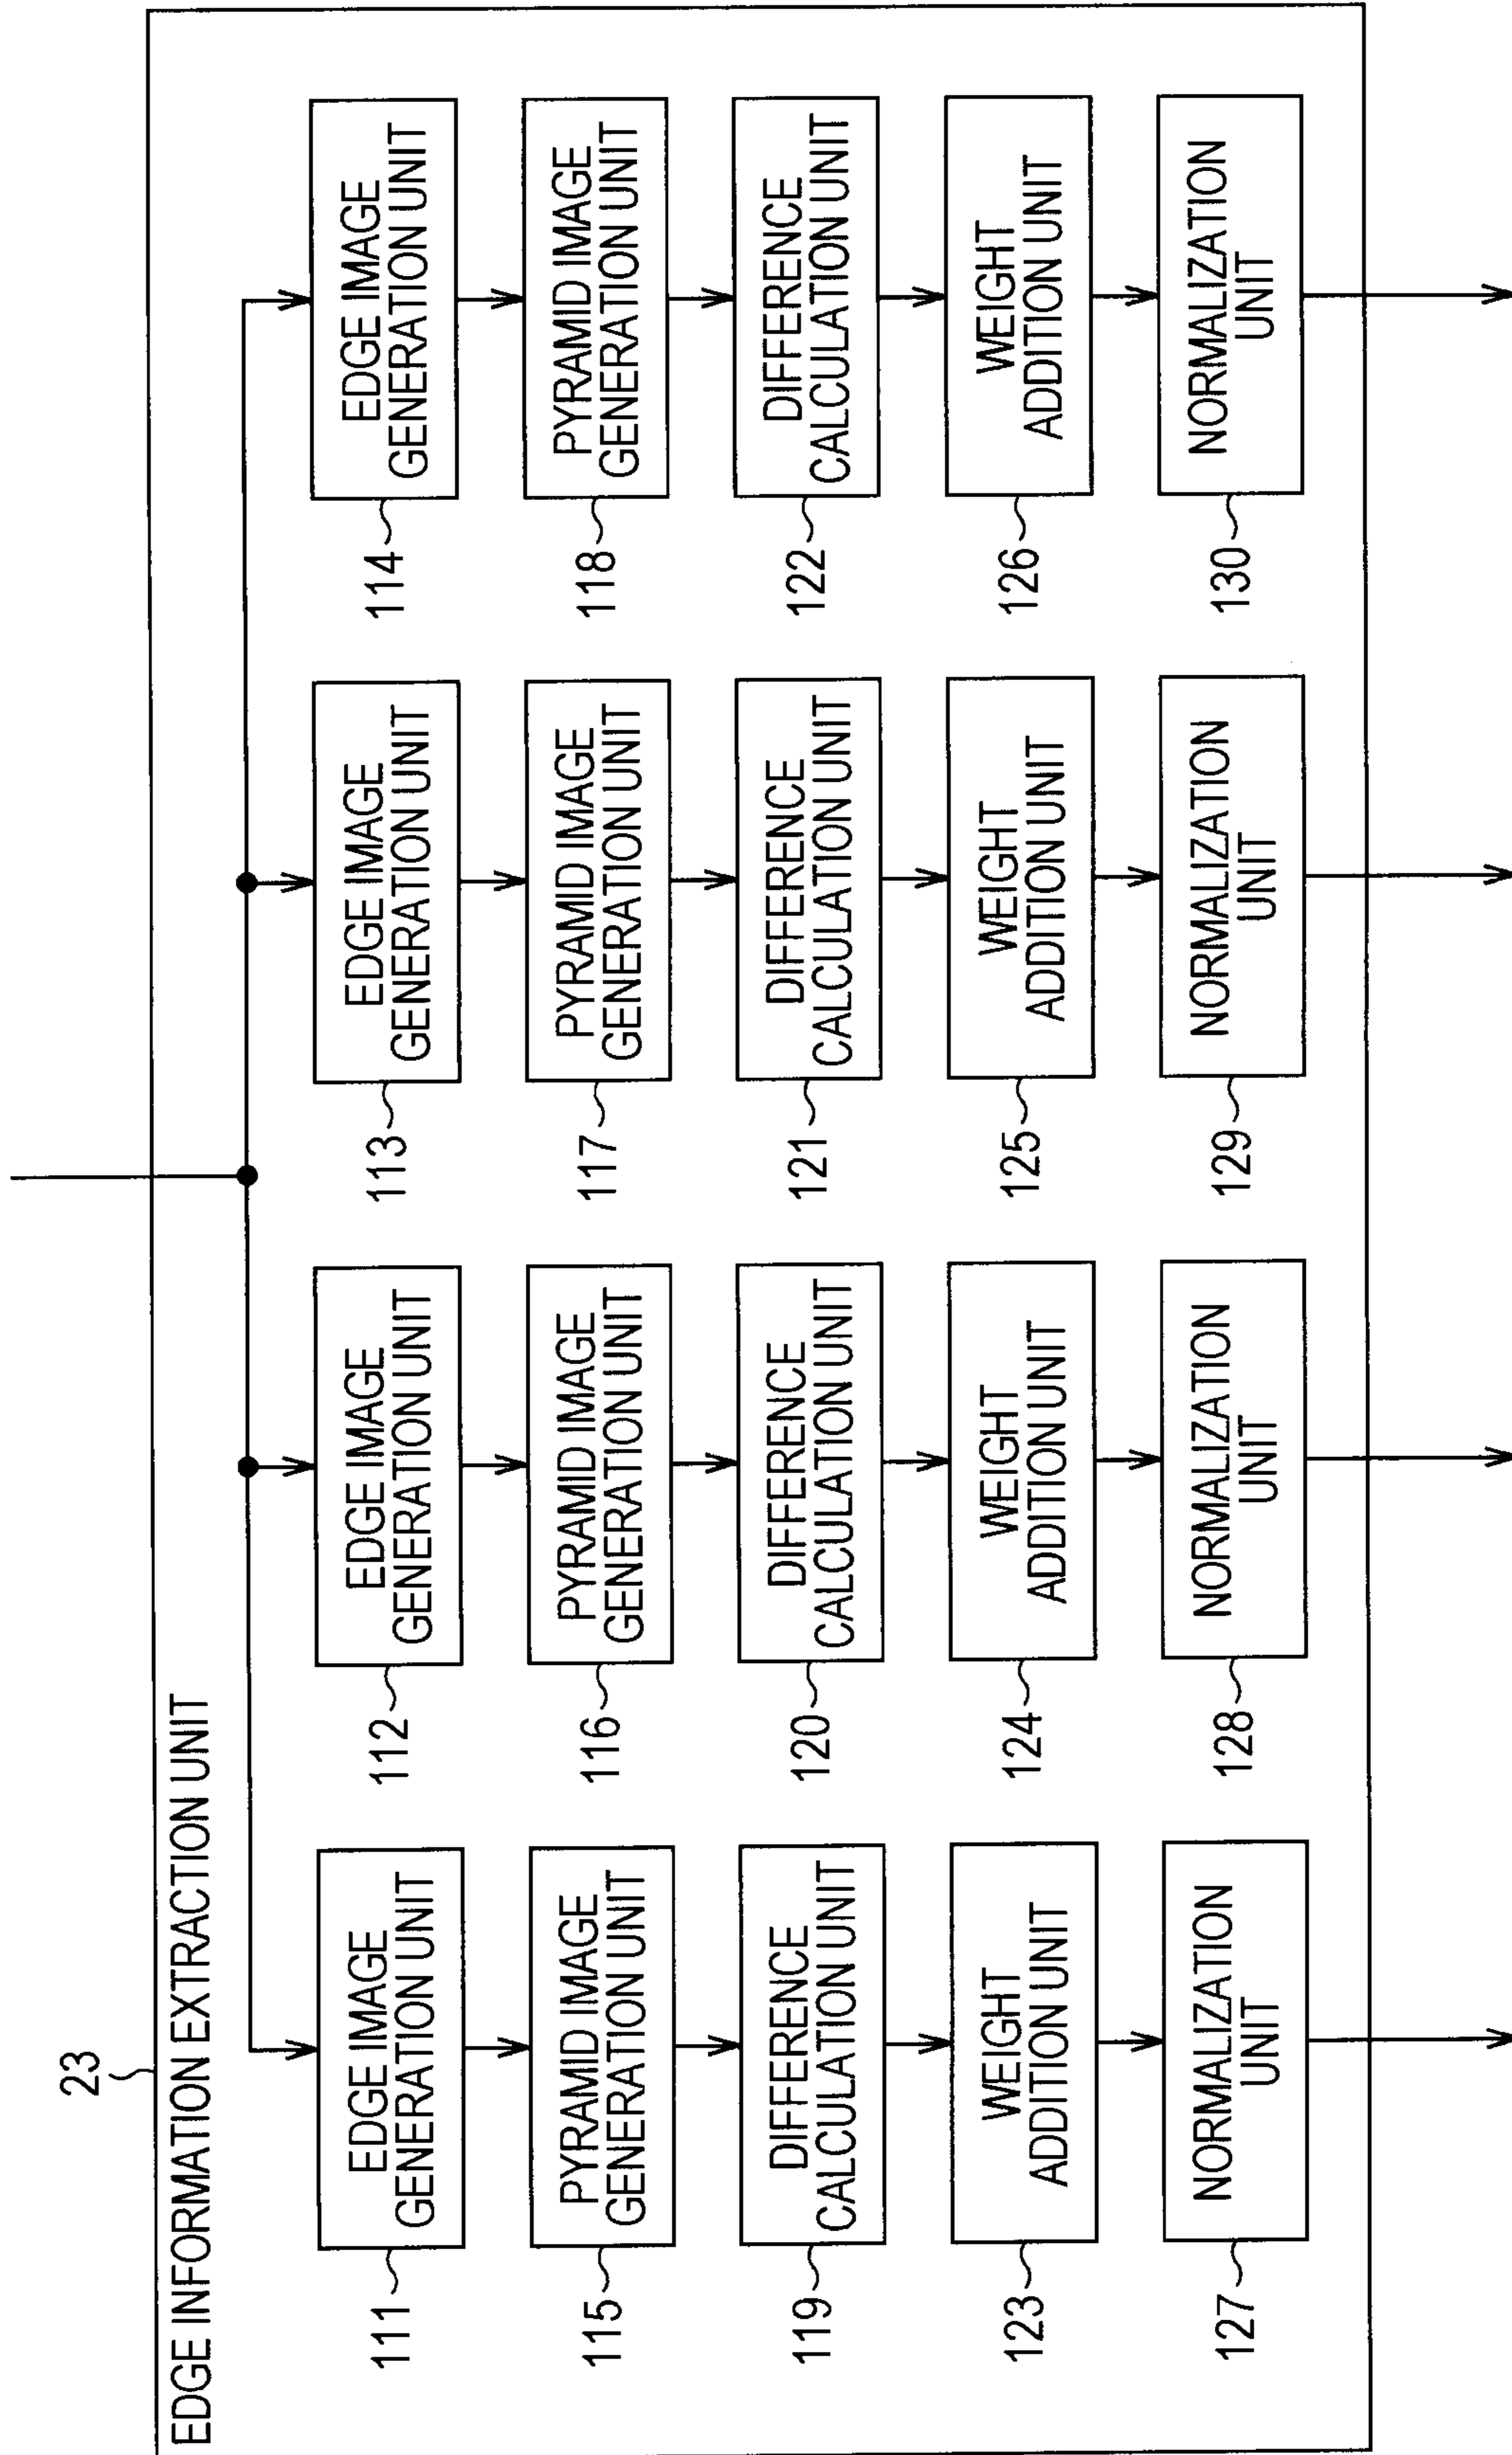 23
EDGE INFORMATION EXTRACTION UNIT
EDGE IMAGE
GENERATION UNIT
111
EDGE IMAGE
GENERATION UNIT
112
EDGE IMAGE
GENERATION UNIT
113
EDGE IMAGE
GENERATION UNIT
114
PYRAMID IMAGE
GENERATION UNIT
115
PYRAMID IMAGE
GENERATION UNIT
116
PYRAMID IMAGE
GENERATION UNIT
117
PYRAMID IMAGE
GENERATION UNIT
118
DIFFERENCE
CALCULATION UNIT
119
DIFFERENCE
CALCULATION UNIT
120
DIFFERENCE
CALCULATION UNIT
121
DIFFERENCE
CALCULATION UNIT
122
WEIGHT
ADDITION UNIT
123
WEIGHT
ADDITION UNIT
124
WEIGHT
ADDITION UNIT
125
WEIGHT
ADDITION UNIT
126
NORMALIZATION
UNIT
127
NORMALIZATION
UNIT
128
NORMALIZATION
UNIT
129
NORMALIZATION
UNIT
130